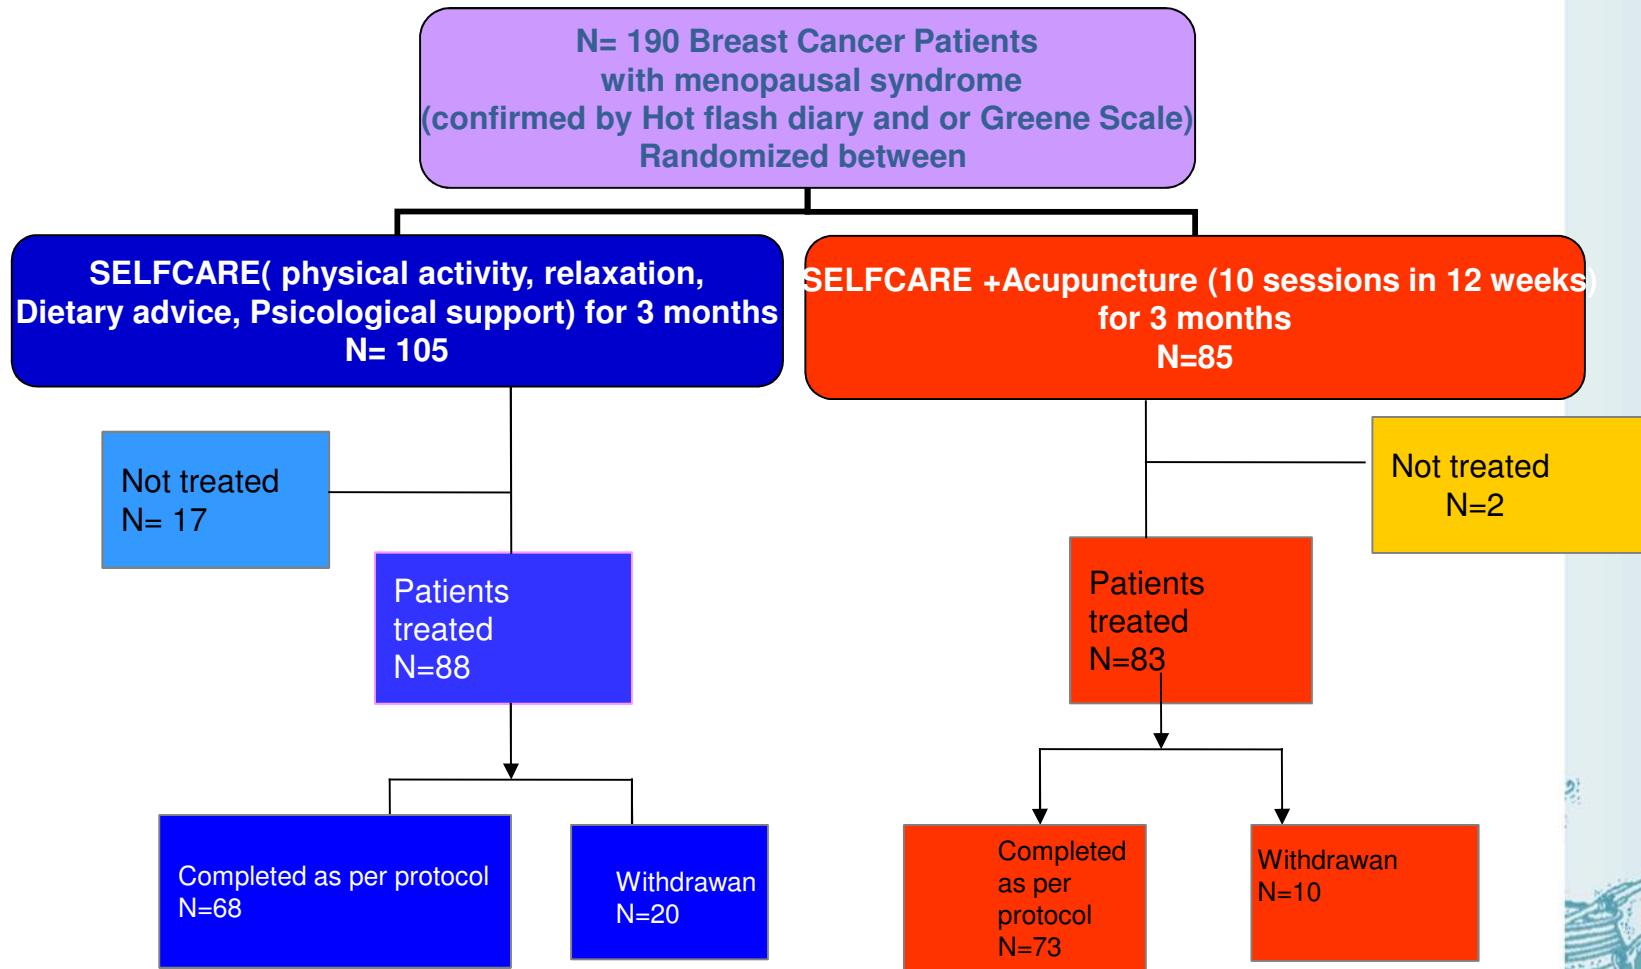 N= 190 Breast Cancer Patients
with menopausal syndrome
(confirmed by Hot flash diary and or Greene Scale)
Randomized between
SELFCARE( physical activity, relaxation,
Dietary advice, Psicological support) for 3 months
N= 105
SELFCARE +Acupuncture (10 sessions in 12 weeks)
for 3 months
N=85
Not treated
N= 17
Not treated
N=2
Patients
treated
N=88
Patients
treated
N=83
Completed as per protocol
N=68
Withdrawan
N=20
Completed
as per
protocol
N=73
Withdrawan
N=10